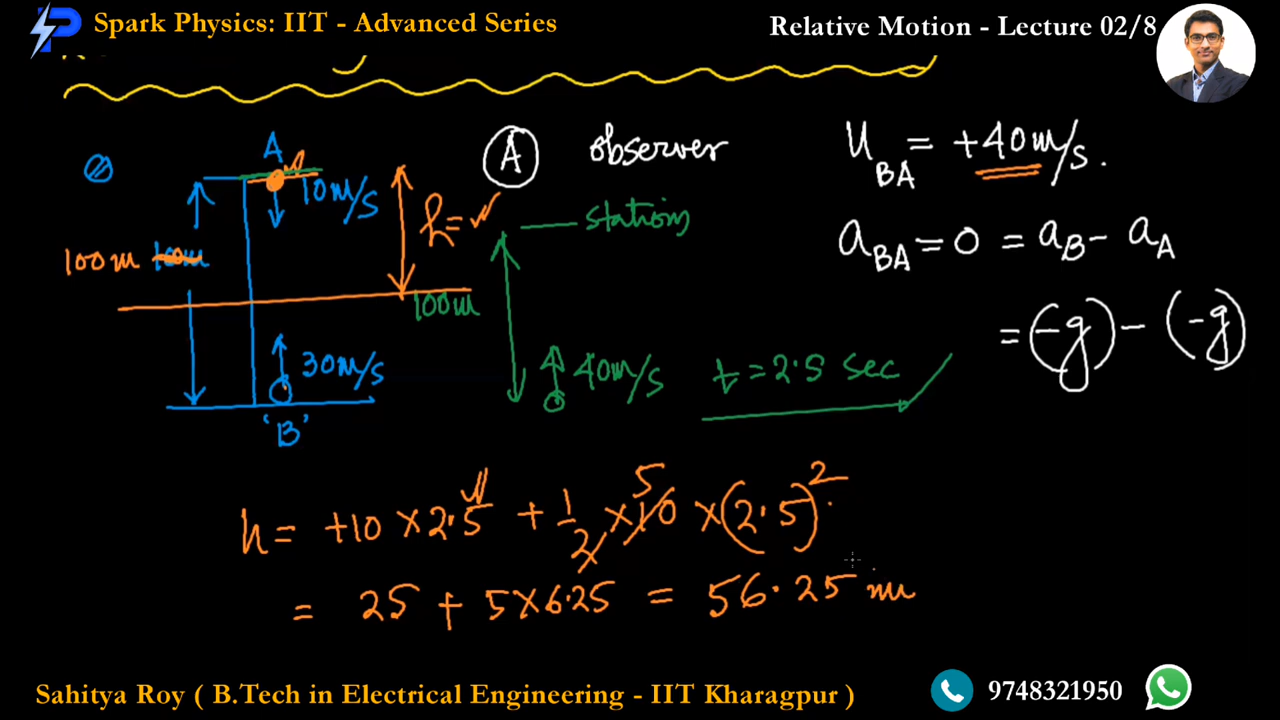 Spark Physics: IIT - Advanced Series
Relative Motion - Lecture 02/8
A
10m/s
100m
h=
100m
30m/s
'B'
A observer
station
40m/s
t = 2.5 sec
U_BA = +40m/s.
a_BA = 0 = a_B - a_A
= (-g) - (-g)
h = +10 × 2.5 + 1/2 × 10 × (2.5)^2
5
= 25 + 5×6.25 = 56.25 m
Sahitya Roy ( B.Tech in Electrical Engineering - IIT Kharagpur )
9748321950